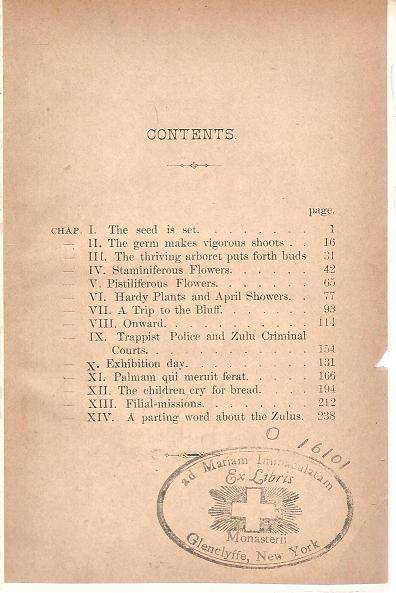 CONTENTS.
page.
CHAP. I. The seed is set. . . . . . . . . 1
— II. The germ makes vigorous shoots . . 16
— III. The thriving arboret puts forth buds 31
— IV. Staminiferous Flowers. . . . . . . 42
— V. Pistiliferous Flowers. . . . . . . 65
— VI. Hardy Plants and April Showers. . 77
— VII. A Trip to the Bluff. . . . . . . 93
— VIII. Onward. . . . . . . . . . . 114
— IX. Trappist Police and Zulu Criminal
Courts. . . . . . . . . . . . 154
— X. Exhibition day. . . . . . . . . . 131
— XI. Palmam qui meruit ferat. . . . . . 166
— XII. The children cry for bread. . . . . 194
— XIII. Filial-missions. . . . . . . . . 212
— XIV. A parting word about the Zulus. 238
O 16101
ad Mariam Immaculatam
Ex Libris
Monasterii
Glenclyffe, New York